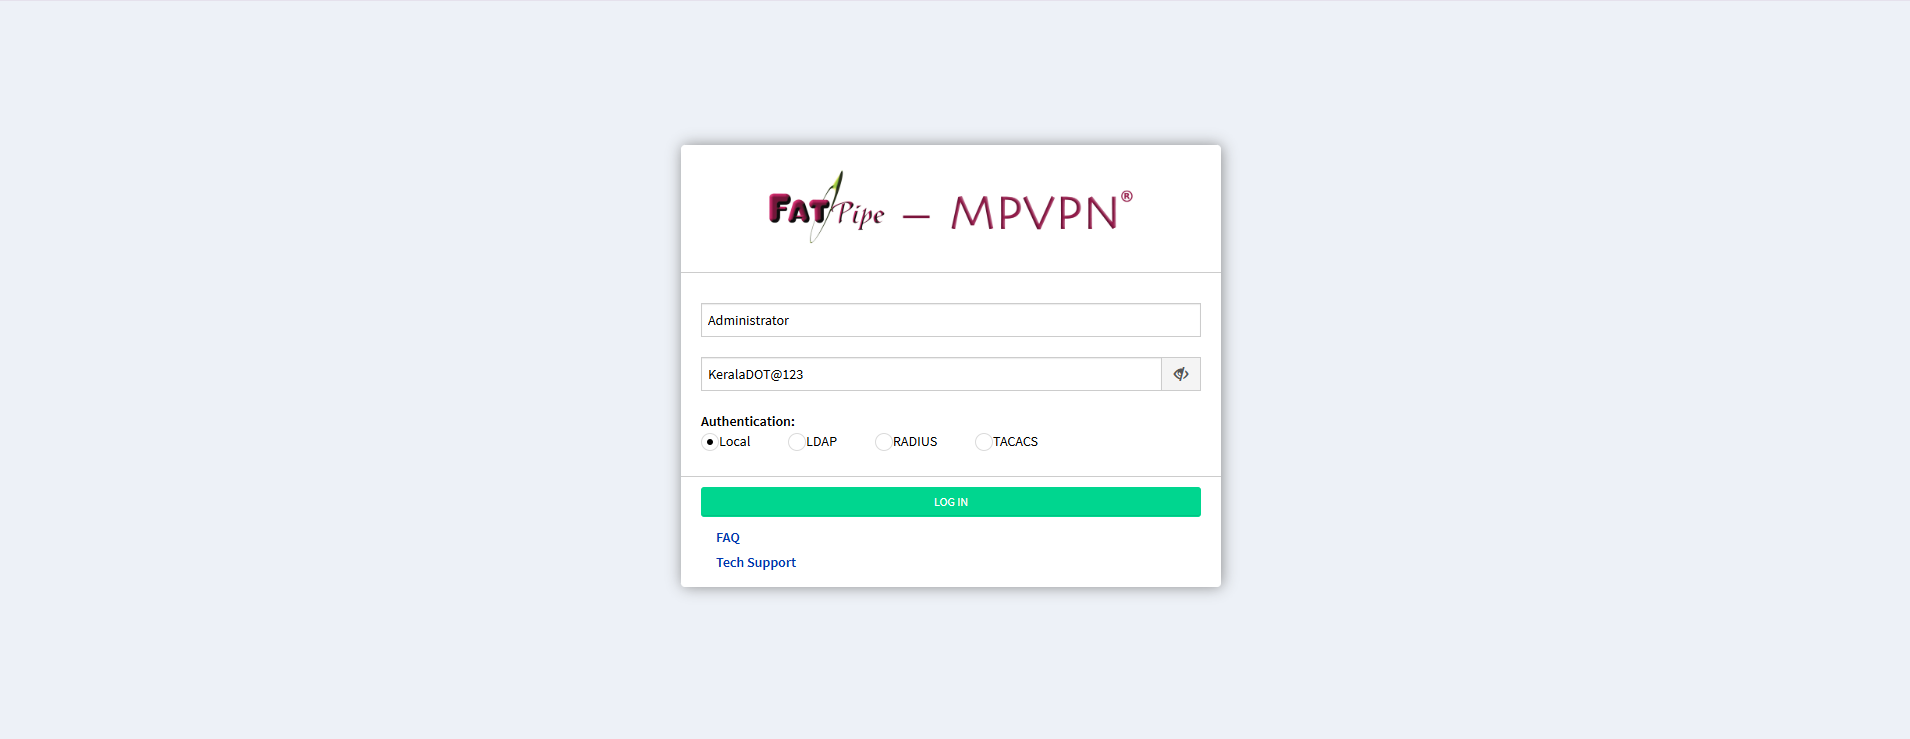 FATPipe — MPVPN®
Administrator
KeralaDOT@123
Authentication:
Local LDAP RADIUS TACACS
LOG IN
FAQ
Tech Support